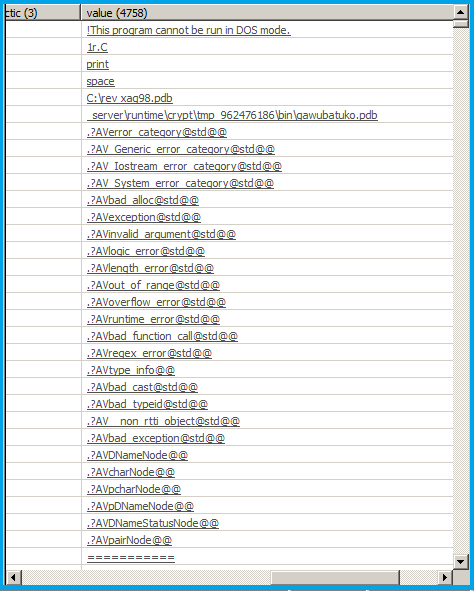 ctic (3) value (4758)
!This program cannot be run in DOS mode.
1r.C
print
space
C:\rev xag98.pdb
_server\runtime\crypt\tmp_962476186\bin\gawubatuko.pdb
.?AVerror_category@std@@
.?AV_Generic_error_category@std@@
.?AV_Iostream_error_category@std@@
.?AV_System_error_category@std@@
.?AVbad_alloc@std@@
.?AVexception@std@@
.?AVinvalid_argument@std@@
.?AVlogic_error@std@@
.?AVlength_error@std@@
.?AVout_of_range@std@@
.?AVoverflow_error@std@@
.?AVruntime_error@std@@
.?AVbad_function_call@std@@
.?AVregex_error@std@@
.?AVtype_info@@
.?AVbad_cast@std@@
.?AVbad_typeid@std@@
.?AV__non_rtti_object@std@@
.?AVbad_exception@std@@
.?AVDNameNode@@
.?AVcharNode@@
.?AVpcharNode@@
.?AVpDNameNode@@
.?AVDNameStatusNode@@
.?AVpairNode@@
===========